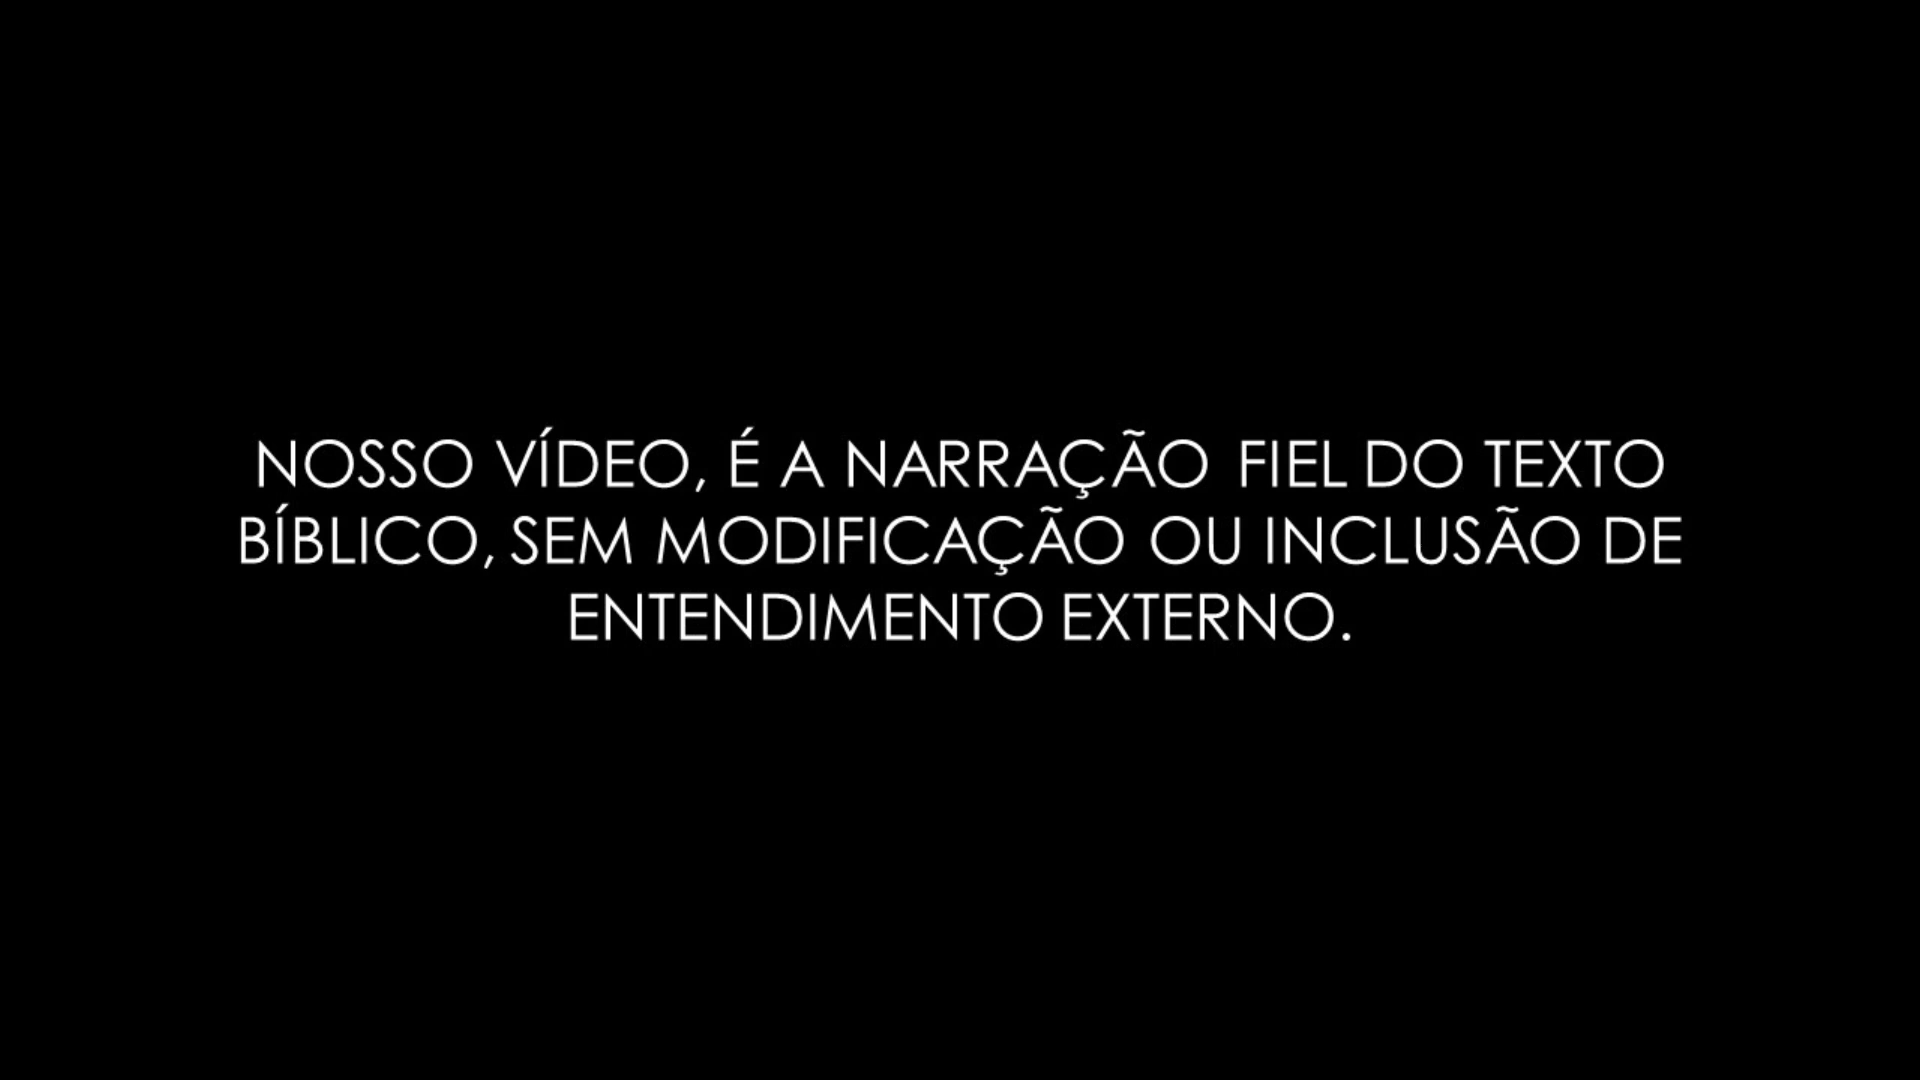 NOSSO VÍDEO, É A NARRAÇÃO FIEL DO TEXTO
BÍBLICO, SEM MODIFICAÇÃO OU INCLUSÃO DE
ENTENDIMENTO EXTERNO.